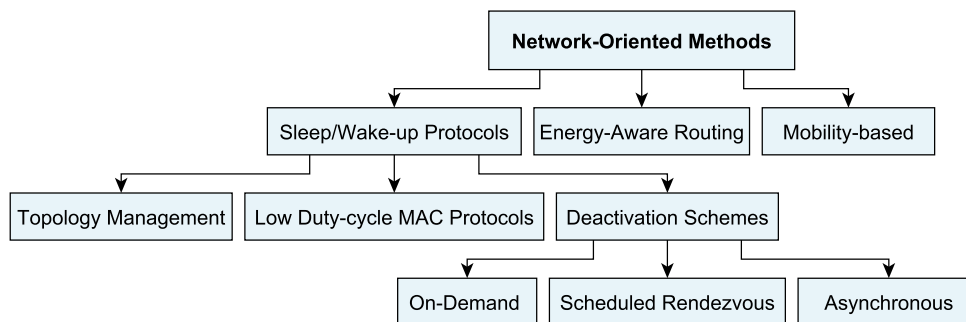 Network-Oriented Methods
Sleep/Wake-up Protocols
Energy-Aware Routing
Mobility-based
Topology Management
Low Duty-cycle MAC Protocols
Deactivation Schemes
On-Demand
Scheduled Rendezvous
Asynchronous